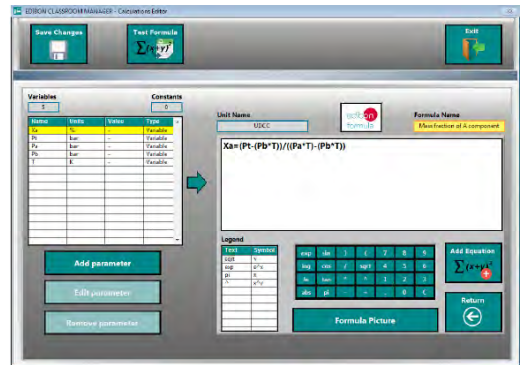 EDIBON CLASSROOM MANAGER - Calculations Editor
Save Changes
Test Formula
Σ(x+y)²
Exit
Variables
5
Constants
0
Name Units Value Type
Xa % - Variable
Pt bar - Variable
Pa bar - Variable
Pb bar - Variable
T K - Variable
Add parameter
Edit parameter
Remove parameter
Unit Name
UDCC
edibon
formula
Formula Name
Mass fraction of A component
Xa=(Pt-(Pb*T))/((Pa*T)-(Pb*T))
Legend
Text Symbol
sqrt √
exp e^x
pi
^ x^y
exp sin ) ( 7 8 9
log cos / sqrt 4 5 6
ln tan * ^ 1 2 3
abs pi - + . 0 C
Formula Picture
Add Equation
Σ(x+y)²
Return